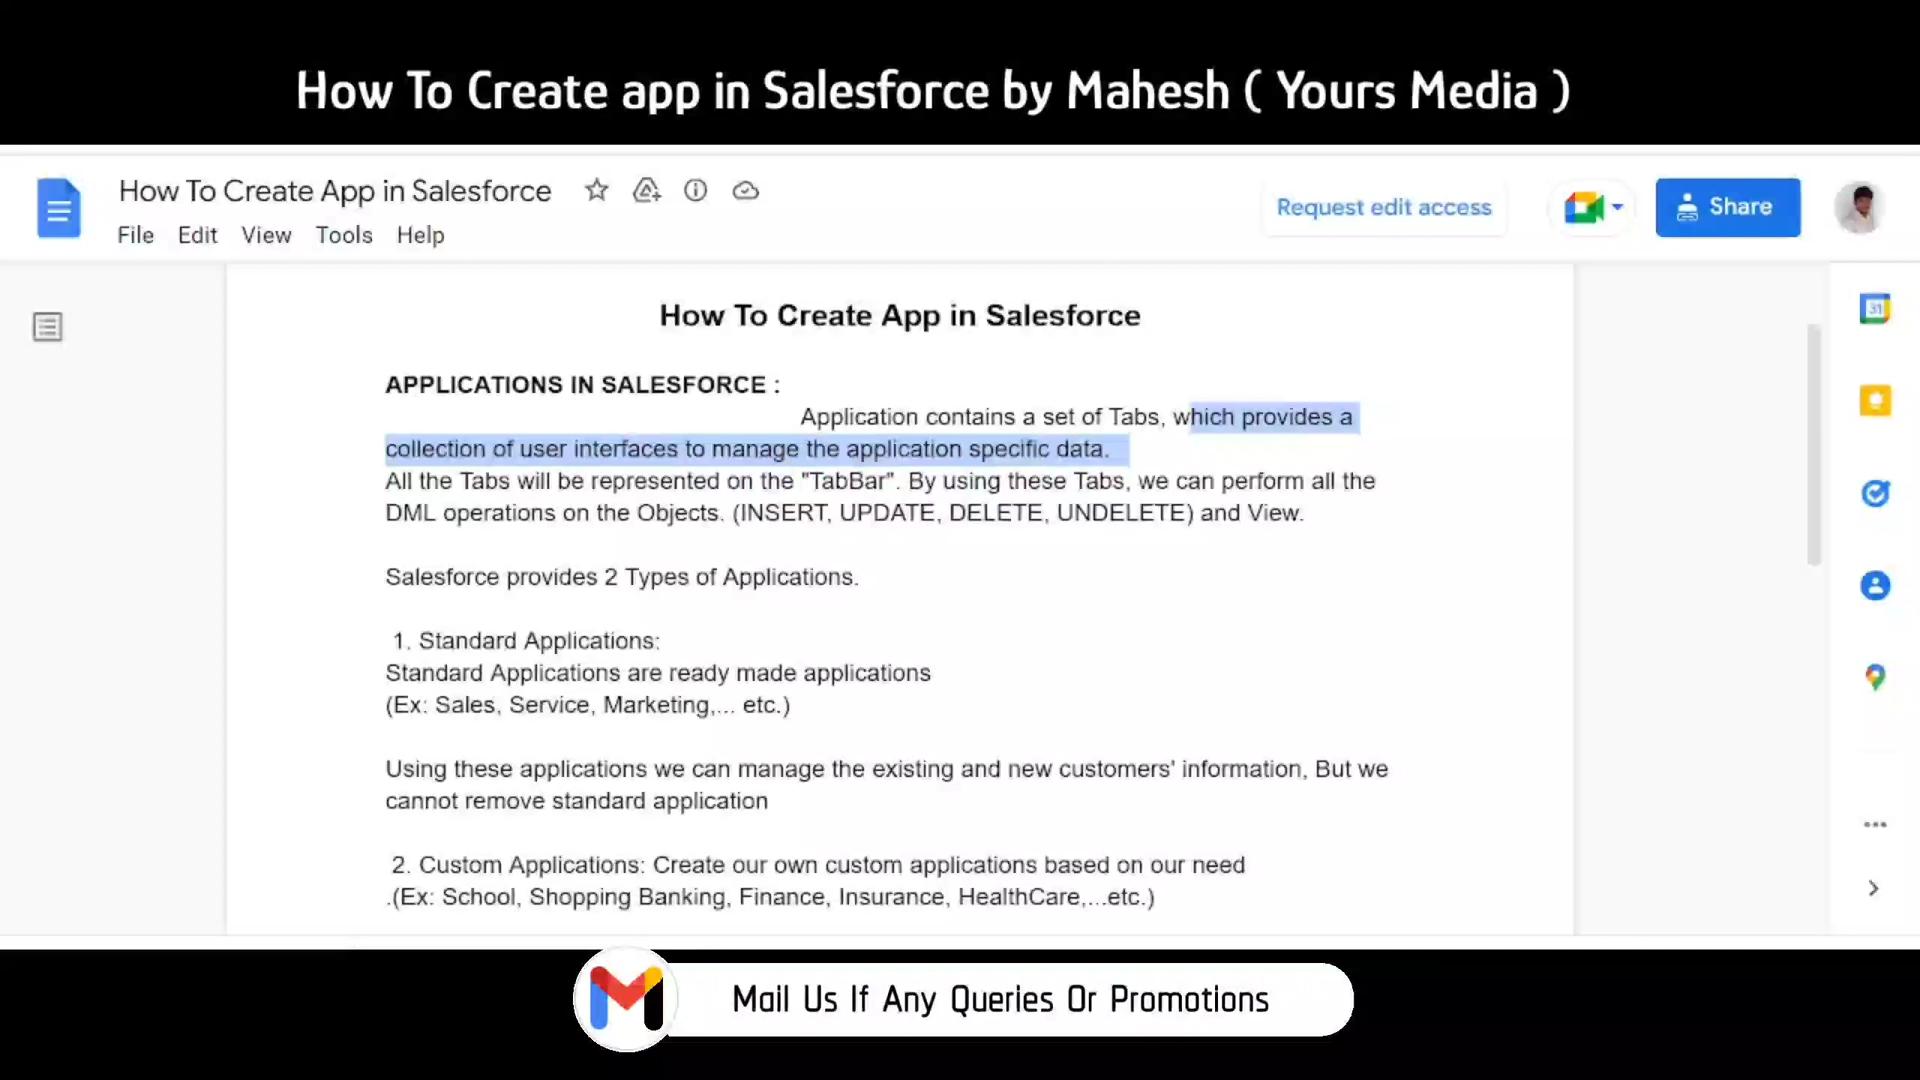 How To Create app in Salesforce by Mahesh ( Yours Media )
How To Create App in Salesforce
File Edit View Tools Help
Request edit access
Share
31
How To Create App in Salesforce
APPLICATIONS IN SALESFORCE :
Application contains a set of Tabs, which provides a
collection of user interfaces to manage the application specific data.
All the Tabs will be represented on the "TabBar". By using these Tabs, we can perform all the
DML operations on the Objects. (INSERT, UPDATE, DELETE, UNDELETE) and View.
Salesforce provides 2 Types of Applications.
1. Standard Applications:
Standard Applications are ready made applications
(Ex: Sales, Service, Marketing,... etc.)
Using these applications we can manage the existing and new customers' information, But we
cannot remove standard application
2. Custom Applications: Create our own custom applications based on our need
.(Ex: School, Shopping Banking, Finance, Insurance, HealthCare,...etc.)
Mail Us If Any Queries Or Promotions